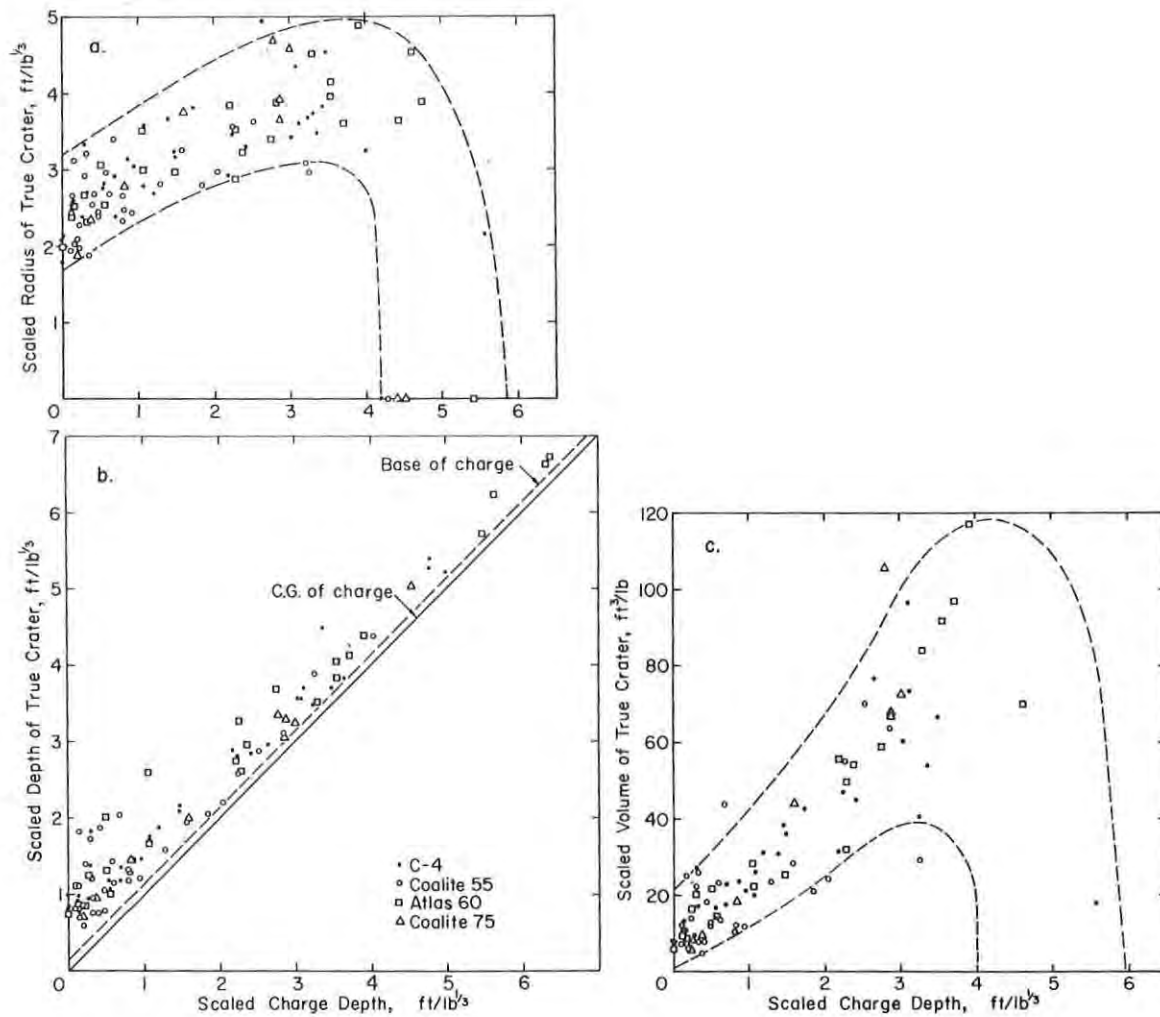 a.
Scaled Radius of True Crater, ft/lb^1/3
5
4
3
2
1
0 1 2 3 4 5 6
b.
Scaled Depth of True Crater, ft/lb^1/3
7
6
5
4
3
2
1
0 1 2 3 4 5 6
Base of charge
C.G. of charge
C-4
Coalite 55
Atlas 60
Coalite 75
Scaled Charge Depth, ft/lb^1/3
c.
Scaled Volume of True Crater, ft³/lb
120
100
80
60
40
20
0
0 1 2 3 4 5 6
Scaled Charge Depth, ft/lb^1/3